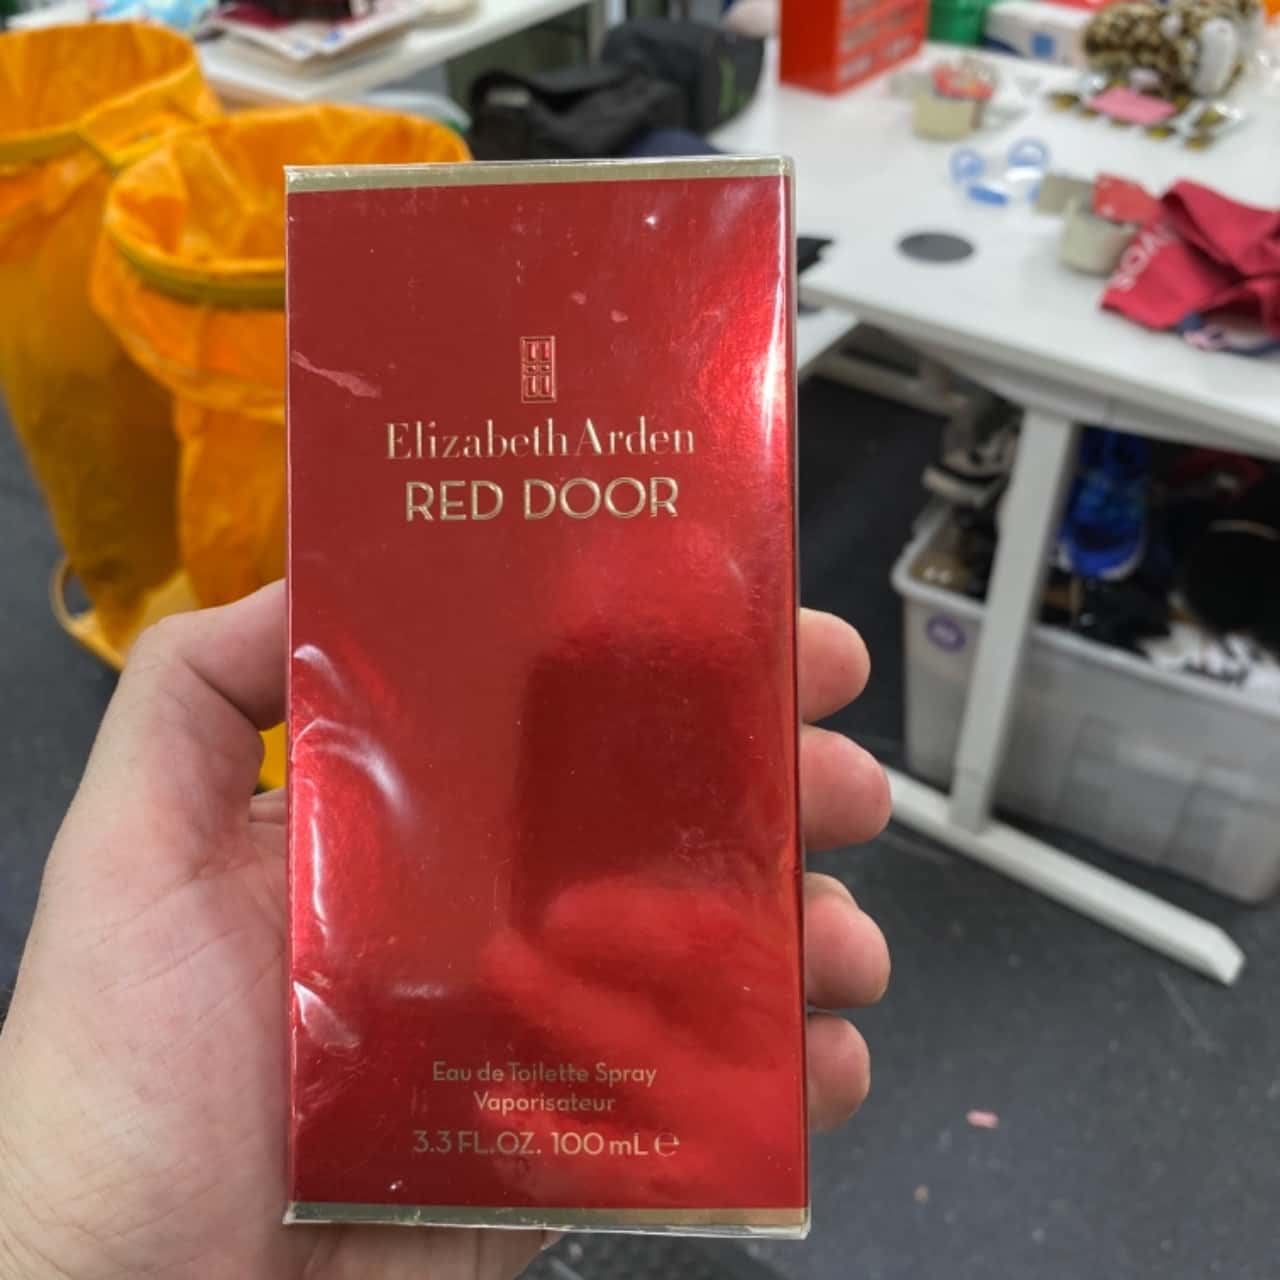 Elizabeth Arden
RED DOOR
Eau de Toilette Spray
Vaporisateur
3.3 FL.OZ. 100 mL ℮